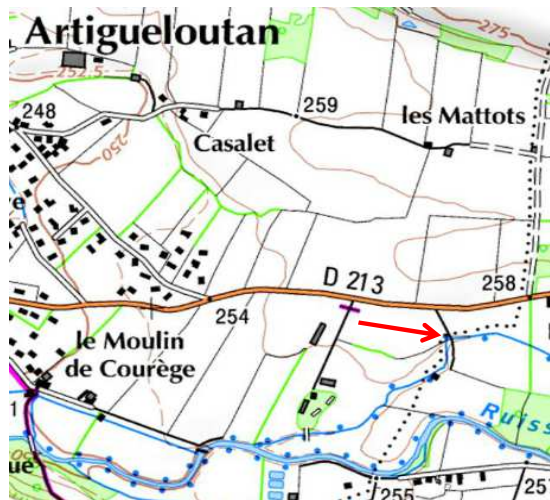 Artigueloutan
275
252.5
248
259
les Mattots
250
Casalet
D 213
258
254
le Moulin
de Courège
Ruiss
255